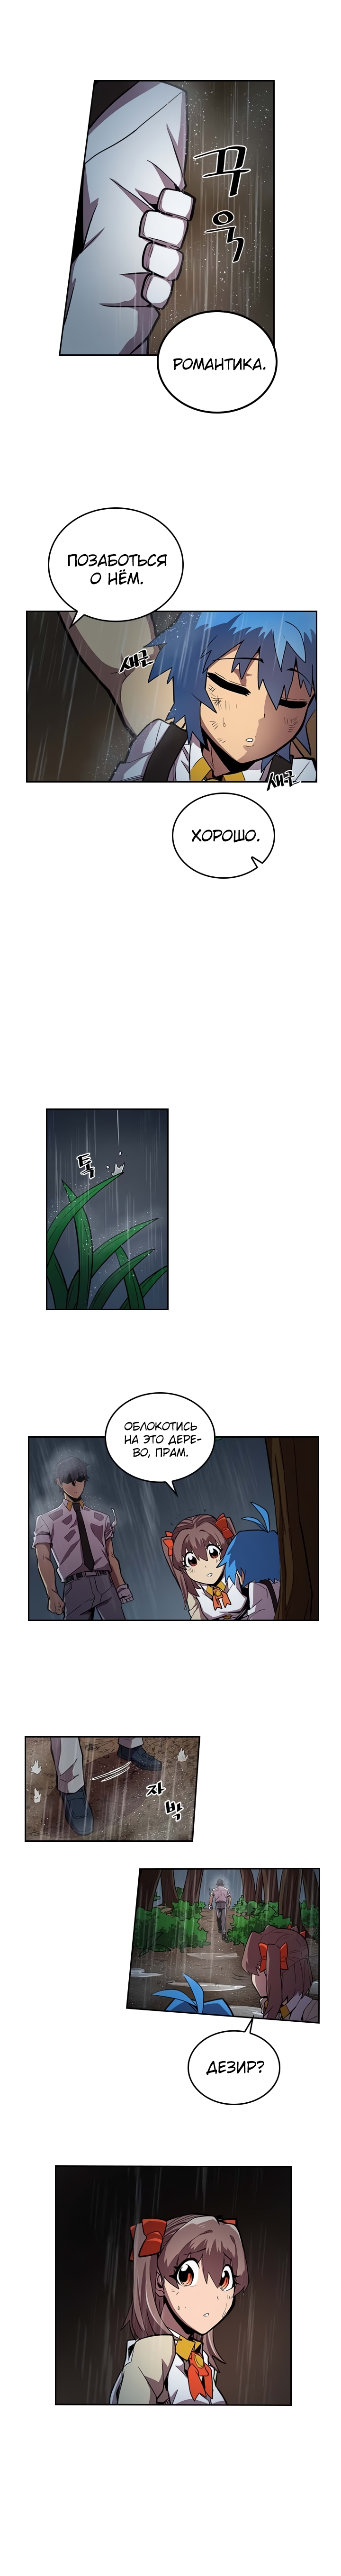 꾸
욱
РОМАНТИКА.
ПОЗАБОТЬСЯ
О НЁМ.
새근
새근
ХОРОШО.
톡
ОБЛОКОТИСЬ
НА ЭТО ДЕРЕ-
ВО, ПРАМ.
자
박
ДЕЗИР?